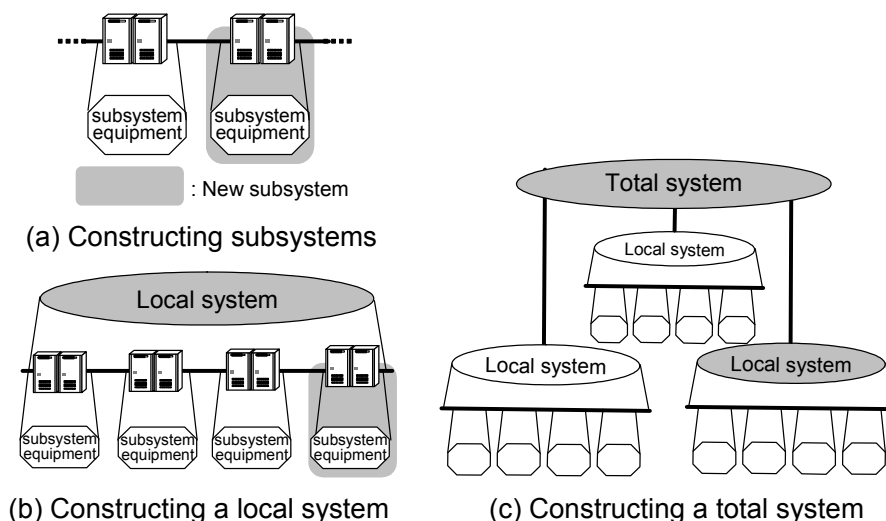 subsystem
equipment
subsystem
equipment
: New subsystem
(a) Constructing subsystems
Local system
subsystem
equipment
subsystem
equipment
subsystem
equipment
subsystem
equipment
(b) Constructing a local system
Total system
Local system
Local system
Local system
(c) Constructing a total system